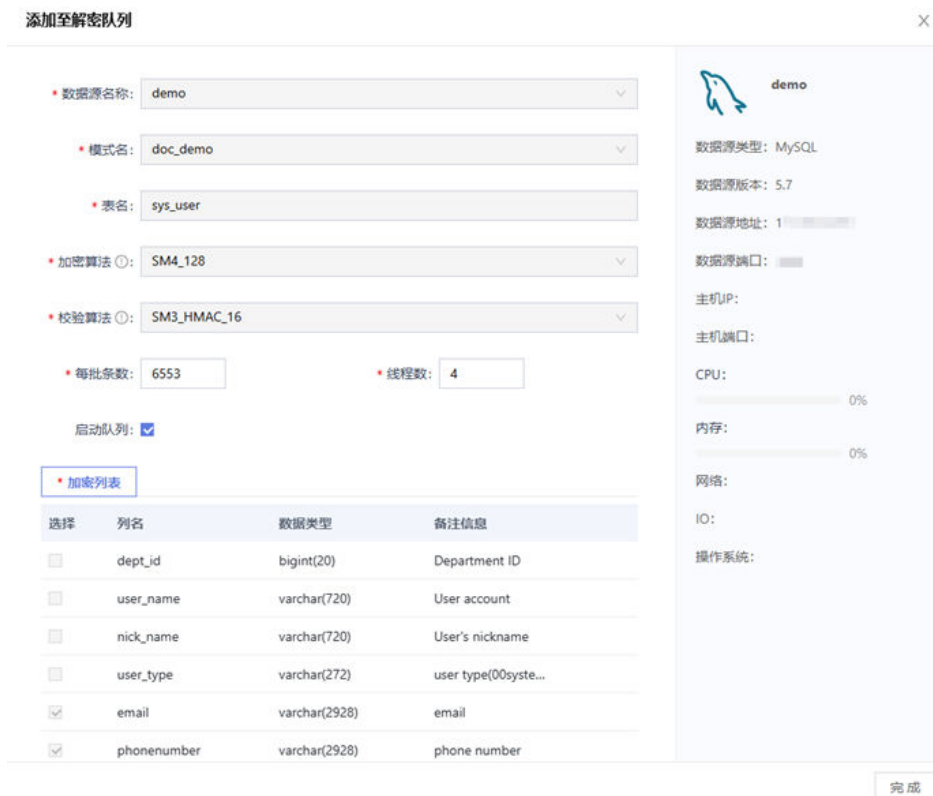 添加至解密队列
* 数据源名称: demo
* 模式名: doc_demo
* 表名: sys_user
* 加密算法 ①: SM4_128
* 校验算法 ①: SM3_HMAC_16
* 每批条数: 6553 * 线程数: 4
启动队列:
* 加密列表
选择 列名 数据类型 备注信息
dept_id bigint(20) Department ID
user_name varchar(720) User account
nick_name varchar(720) User's nickname
user_type varchar(272) user type(00syste...
email varchar(2928) email
phonenumber varchar(2928) phone number
demo
数据源类型: MySQL
数据源版本: 5.7
数据源地址: 1
数据源端口:
主机IP:
主机端口:
CPU:
0%
内存:
0%
网络:
IO:
操作系统:
完成